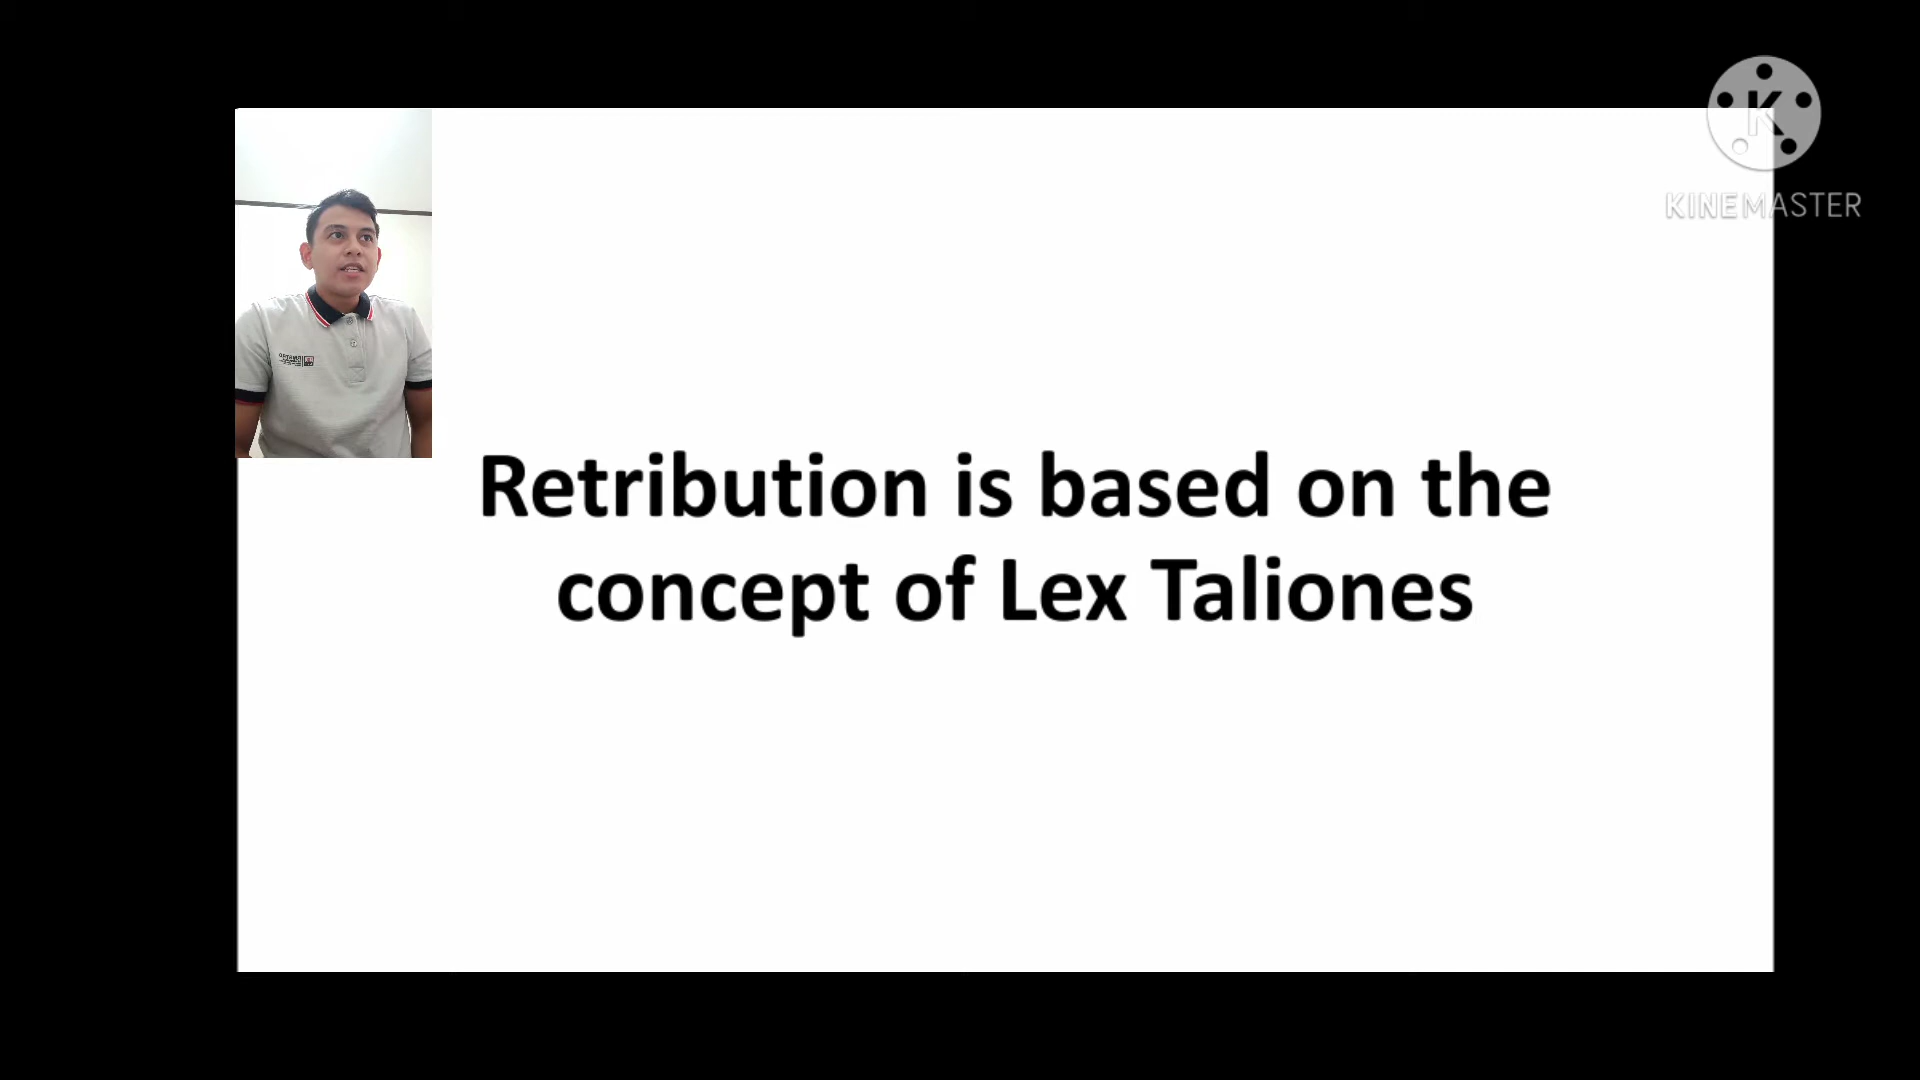 K
KINEMASTER
Retribution is based on the
concept of Lex Taliones